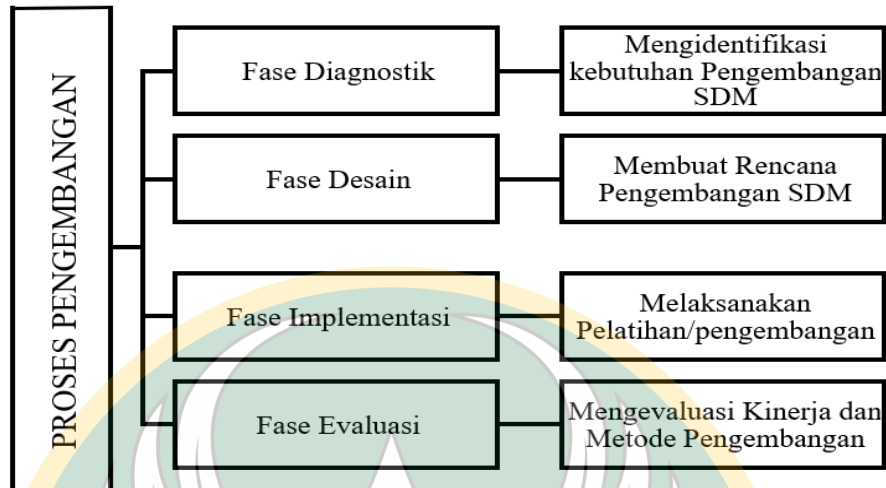 PROSES PENGEMBANGAN
Fase Diagnostik
Mengidentifikasi
kebutuhan Pengembangan
SDM
Fase Desain
Membuat Rencana
Pengembangan SDM
Fase Implementasi
Melaksanakan
Pelatihan/pengembangan
Fase Evaluasi
Mengevaluasi Kinerja dan
Metode Pengembangan